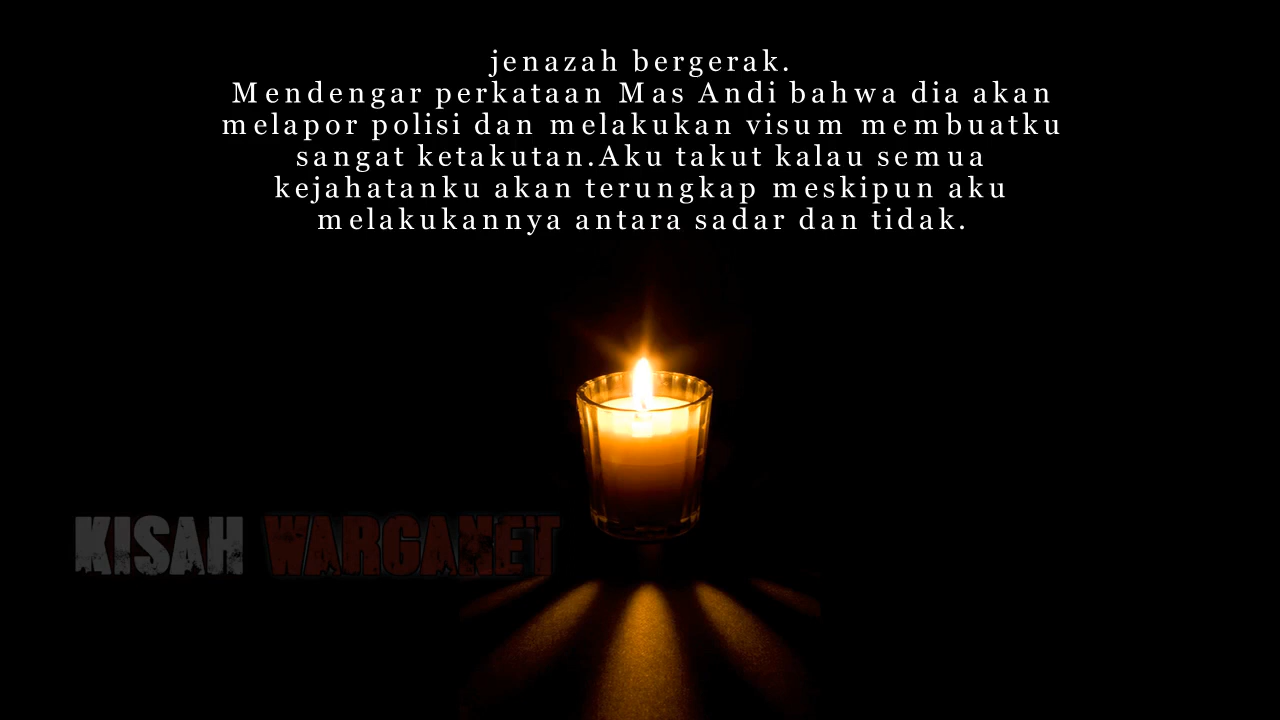 jenazah bergerak.
Mendengar perkataan Mas Andi bahwa dia akan
melapor polisi dan melakukan visum membuatku
sangat ketakutan.Aku takut kalau semua
kejahatanku akan terungkap meskipun aku
melakukannya antara sadar dan tidak.
KISAH WARGANET